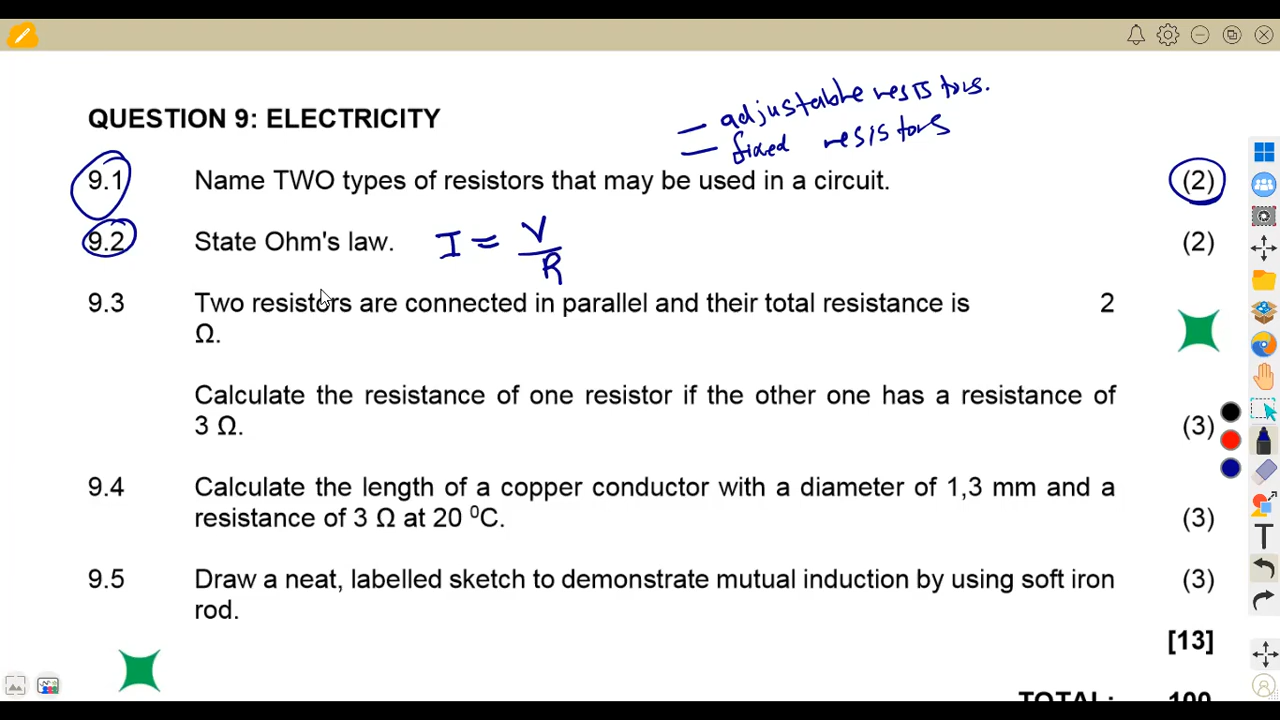 – adjustable resistors.
QUESTION 9: ELECTRICITY
– fixed resistors
9.1 Name TWO types of resistors that may be used in a circuit. (2)
9.2 State Ohm's law. I = V/R (2)
9.3 Two resistors are connected in parallel and their total resistance is 2
Ω.
Calculate the resistance of one resistor if the other one has a resistance of
3 Ω. (3)
9.4 Calculate the length of a copper conductor with a diameter of 1,3 mm and a
resistance of 3 Ω at 20 ⁰C. (3)
9.5 Draw a neat, labelled sketch to demonstrate mutual induction by using soft iron (3)
rod.
[13]
TOTAL: 100